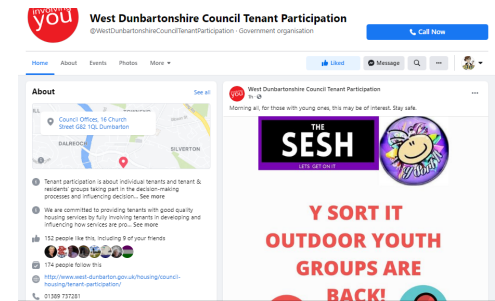 involving
you
West Dunbartonshire Council Tenant Participation
@WestDunbartonshireCouncilTenantParticipation · Government organisation
Call Now
Home About Events Photos More
Liked
Message
About
See all
Council Offices, 16 Church
Street G82 1QL Dumbarton
DALREOCH
SILVERTON
Tenant participation is about individual tenants and tenant &
residents' groups taking part in the decision-making
processes and influencing decision... See more
We are committed to providing tenants with good quality
housing services by fully involving tenants in developing and
influencing how services are pro... See more
152 people like this, including 9 of your friends
174 people follow this
http://www.west-dunbarton.gov.uk/housing/council-
housing/tenant-participation/
01389 737281
you
West Dunbartonshire Council Tenant Participation
1h
Morning all, for those with young ones, this may be of interest. Stay safe.
THE
SESH
LETS GET ON IT
Y SORT IT
OUTDOOR YOUTH
GROUPS ARE
BACK!